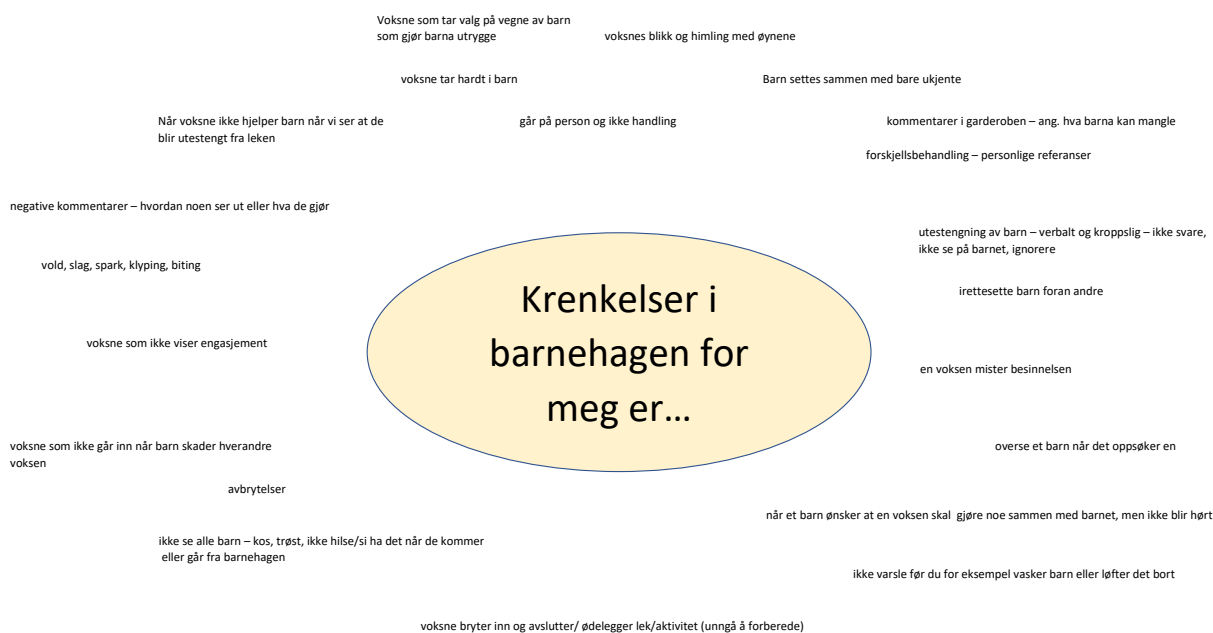 Voksne som tar valg på vegne av barn
som gjør barna utrygge
voksnes blikk og himling med øynene
voksne tar hardt i barn
Barn settes sammen med bare ukjente
Når voksne ikke hjelper barn når vi ser at de
blir utestengt fra leken
går på person og ikke handling
kommentarer i garderoben – ang. hva barna kan mangle
forskjellsbehandling – personlige referanser
negative kommentarer – hvordan noen ser ut eller hva de gjør
utestengning av barn – verbalt og kroppslig – ikke svare,
ikke se på barnet, ignorere
vold, slag, spark, klyping, biting
irettesette barn foran andre
Krenkelser i
barnehagen for
meg er...
voksne som ikke viser engasjement
en voksen mister besinnelsen
voksne som ikke går inn når barn skader hverandre
voksen
overse et barn når det oppsøker en
avbrytelser
når et barn ønsker at en voksen skal  gjøre noe sammen med barnet, men ikke blir hørt
ikke se alle barn – kos, trøst, ikke hilse/si ha det når de kommer
eller går fra barnehagen
ikke varsle før du for eksempel vasker barn eller løfter det bort
voksne bryter inn og avslutter/ ødelegger lek/aktivitet (unngå å forberede)